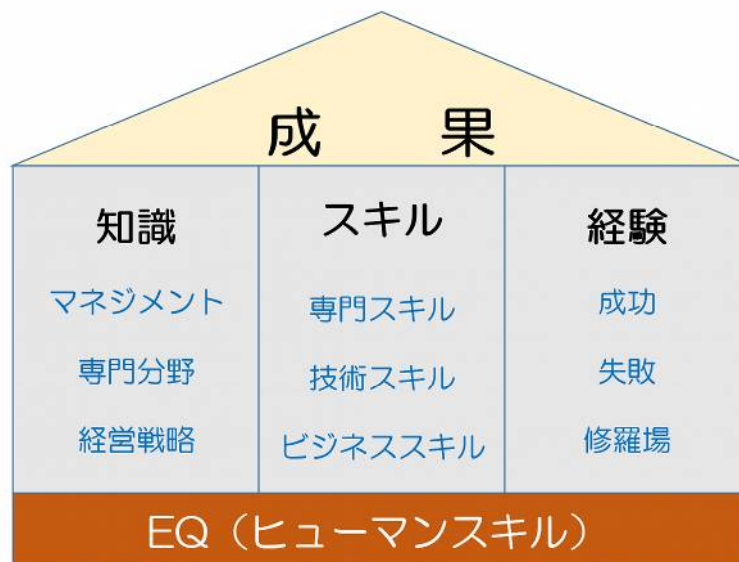 成果
知識
マネジメント
専門分野
経営戦略
スキル
専門スキル
技術スキル
ビジネススキル
経験
成功
失敗
修羅場
EQ（ヒューマンスキル）